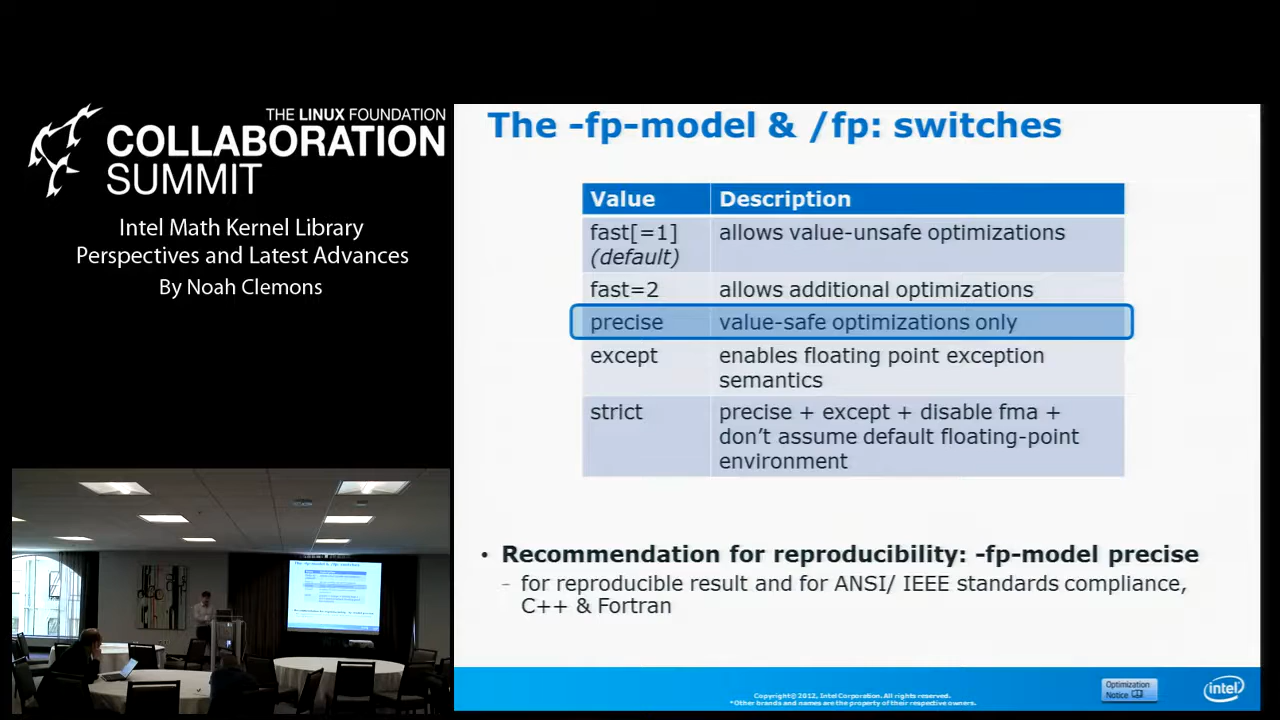 THE LINUX FOUNDATION
COLLABORATION
SUMMIT
Intel Math Kernel Library
Perspectives and Latest Advances
By Noah Clemons
The -fp-model & /fp: switches
Value Description
fast[=1] allows value-unsafe optimizations
(default)
fast=2 allows additional optimizations
precise value-safe optimizations only
except enables floating point exception
semantics
strict precise + except + disable fma +
don't assume default floating-point
environment
• Recommendation for reproducibility: -fp-model precise
– for reproducible result and for ANSI/ IEEE standards compliance,
C++ & Fortran
Copyright© 2012, Intel Corporation. All rights reserved.
*Other brands and names are the property of their respective owners.
Optimization
Notice
intel